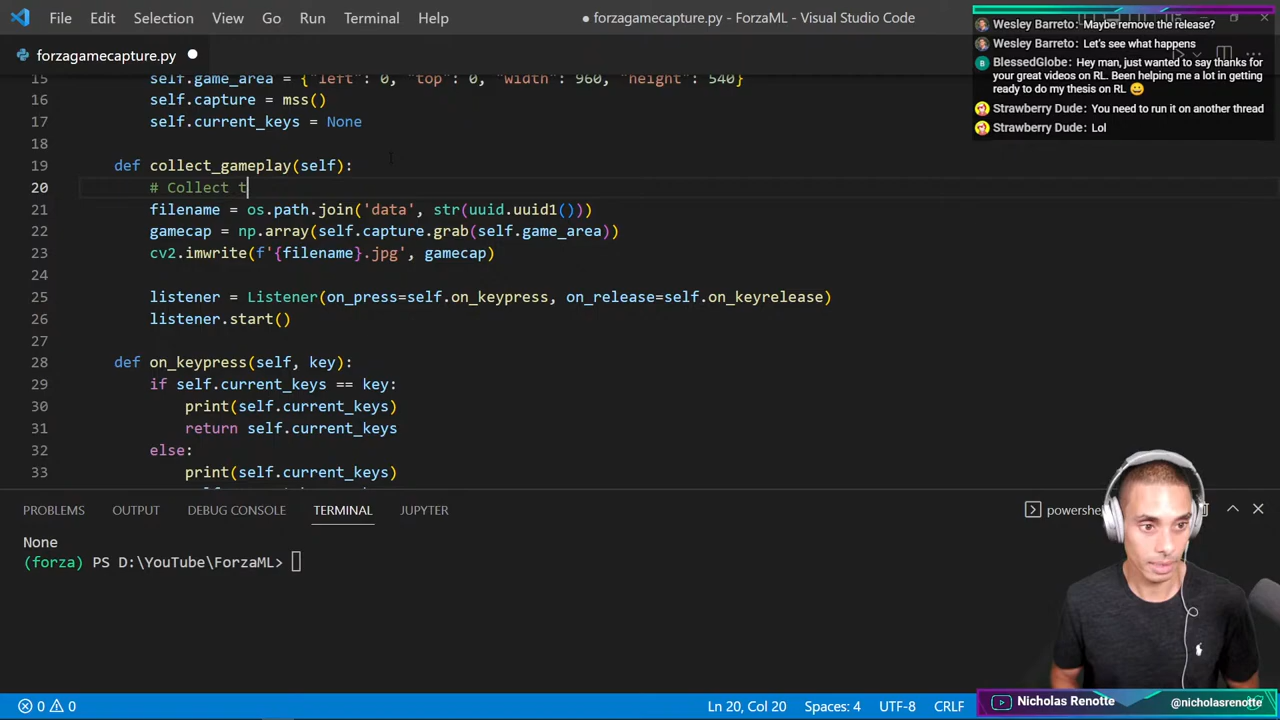 File Edit Selection View Go Run Terminal Help
● forzagamecapture.py - ForzaML - Visual Studio Code
forzagamecapture.py ●
15 self.game_area = {"left": 0, "top": 0, "width": 960, "height": 540}
16 self.capture = mss()
17 self.current_keys = None
18
19 def collect_gameplay(self):
20 # Collect t
21 filename = os.path.join('data', str(uuid.uuid1()))
22 gamecap = np.array(self.capture.grab(self.game_area))
23 cv2.imwrite(f'{filename}.jpg', gamecap)
24
25 listener = Listener(on_press=self.on_keypress, on_release=self.on_keyrelease)
26 listener.start()
27
28 def on_keypress(self, key):
29 if self.current_keys == key:
30 print(self.current_keys)
31 return self.current_keys
32 else:
33 print(self.current_keys)
Wesley Barreto: Maybe remove the release?
Wesley Barreto: Let's see what happens
B BlessedGlobe: Hey man, just wanted to say thanks for
your great videos on RL. Been helping me a lot in getting
ready to do my thesis on RL 😀
Strawberry Dude: You need to run it on another thread
Strawberry Dude: Lol
PROBLEMS OUTPUT DEBUG CONSOLE TERMINAL JUPYTER
powershe
None
(forza) PS D:\YouTube\ForzaML>
0 0 Ln 20, Col 20 Spaces: 4 UTF-8 CRLF
Nicholas Renotte @nicholasrenotte